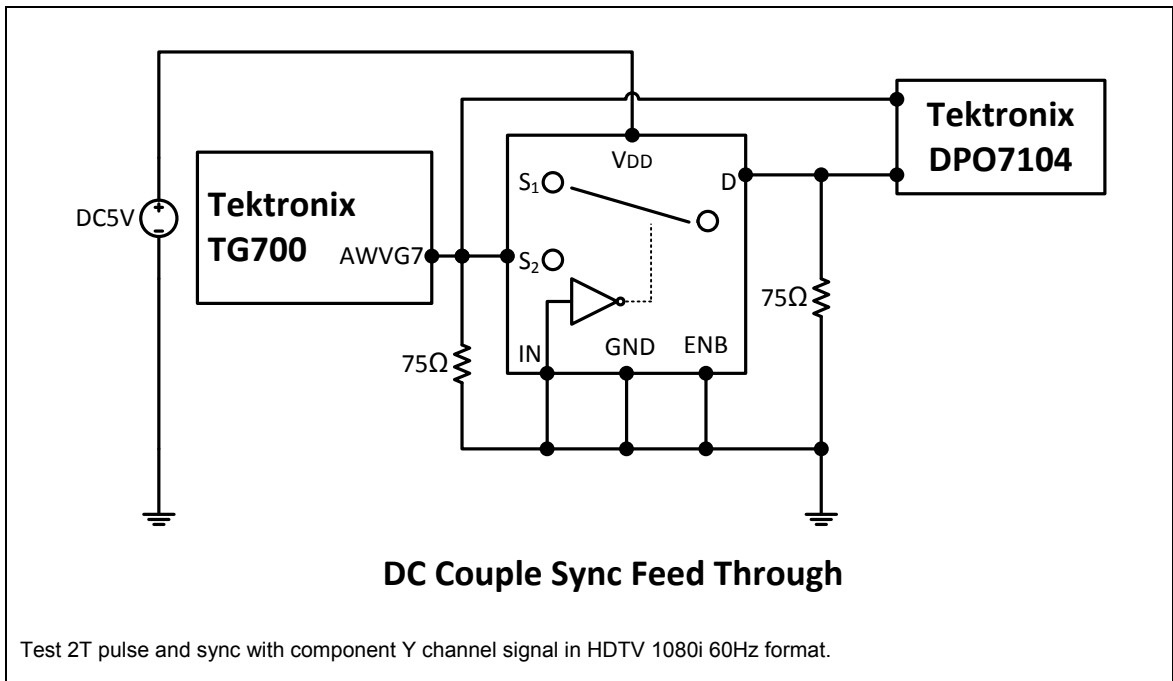 Tektronix
DPO7104
VDD
S1
D
DC5V
+
-
Tektronix
TG700
AWVG7
S2
75Ω
75Ω
IN
GND
ENB
DC Couple Sync Feed Through
Test 2T pulse and sync with component Y channel signal in HDTV 1080i 60Hz format.